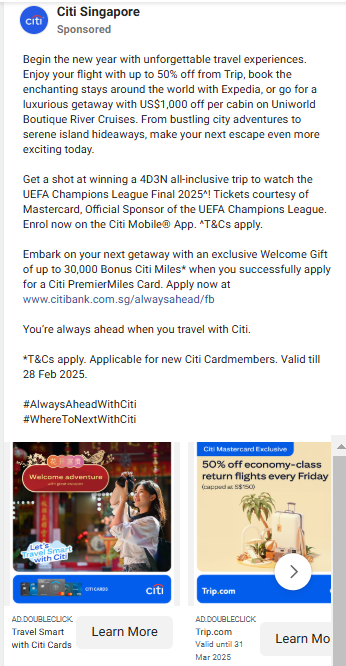 citi
Citi Singapore
Sponsored
Begin the new year with unforgettable travel experiences.
Enjoy your flight with up to 50% off from Trip, book the
enchanting stays around the world with Expedia, or go for a
luxurious getaway with US$1,000 off per cabin on Uniworld
Boutique River Cruises. From bustling city adventures to
serene island hideaways, make your next escape even more
exciting today.
Get a shot at winning a 4D3N all-inclusive trip to watch the
UEFA Champions League Final 2025^! Tickets courtesy of
Mastercard, Official Sponsor of the UEFA Champions League.
Enrol now on the Citi Mobile® App. ^T&Cs apply.
Embark on your next getaway with an exclusive Welcome Gift
of up to 30,000 Bonus Citi Miles* when you successfully apply
for a Citi PremierMiles Card. Apply now at
www.citibank.com.sg/alwaysahead/fb
You're always ahead when you travel with Citi.
*T&Cs apply. Applicable for new Citi Cardmembers. Valid till
28 Feb 2025.
#AlwaysAheadWithCiti
#WhereToNextWithCiti
Welcome adventure
with great surprises
Let's
Travel Smart
with Citi
CITI CARDS
citi
AD.DOUBLECLICK.
Travel Smart
with Citi Cards
Learn More
Citi Mastercard Exclusive
50% off economy-class
return flights every Friday
(capped at S$150)
Trip.com
AD.DOUBLECLICK.
Trip.com
Valid until 31
Mar 2025
Learn Mo